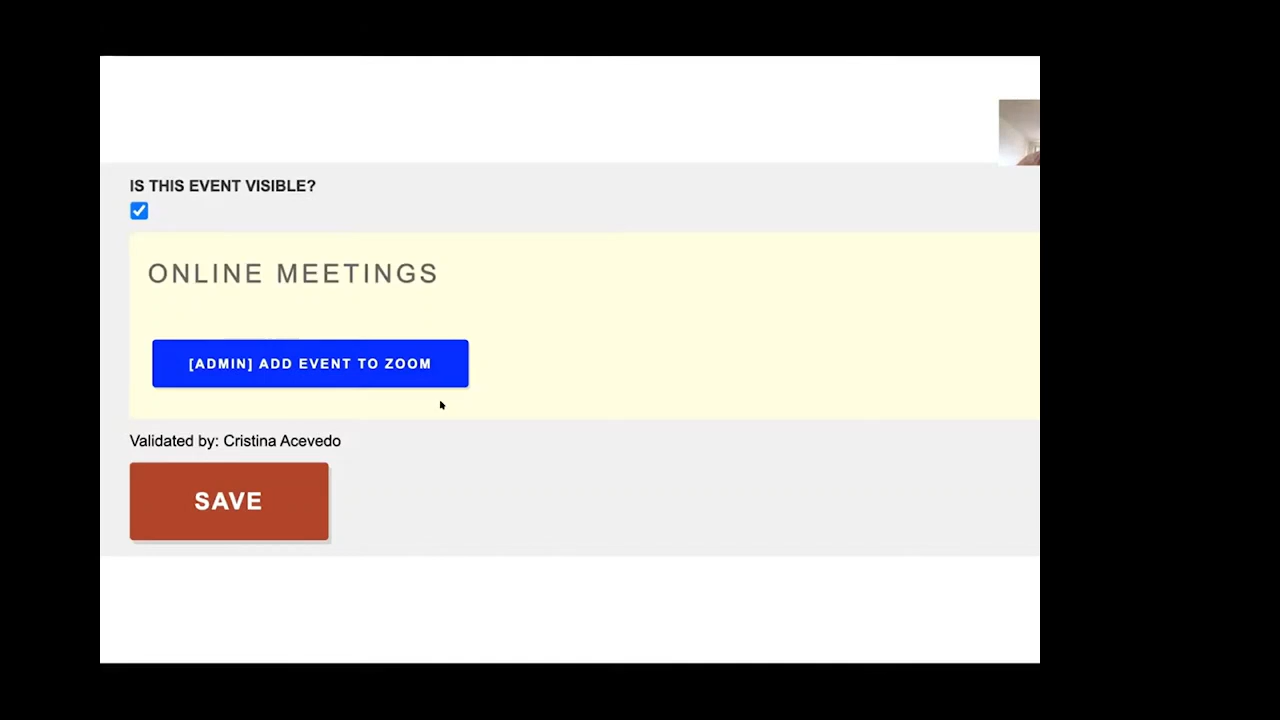 IS THIS EVENT VISIBLE?
ONLINE MEETINGS
[ADMIN] ADD EVENT TO ZOOM
Validated by: Cristina Acevedo
SAVE